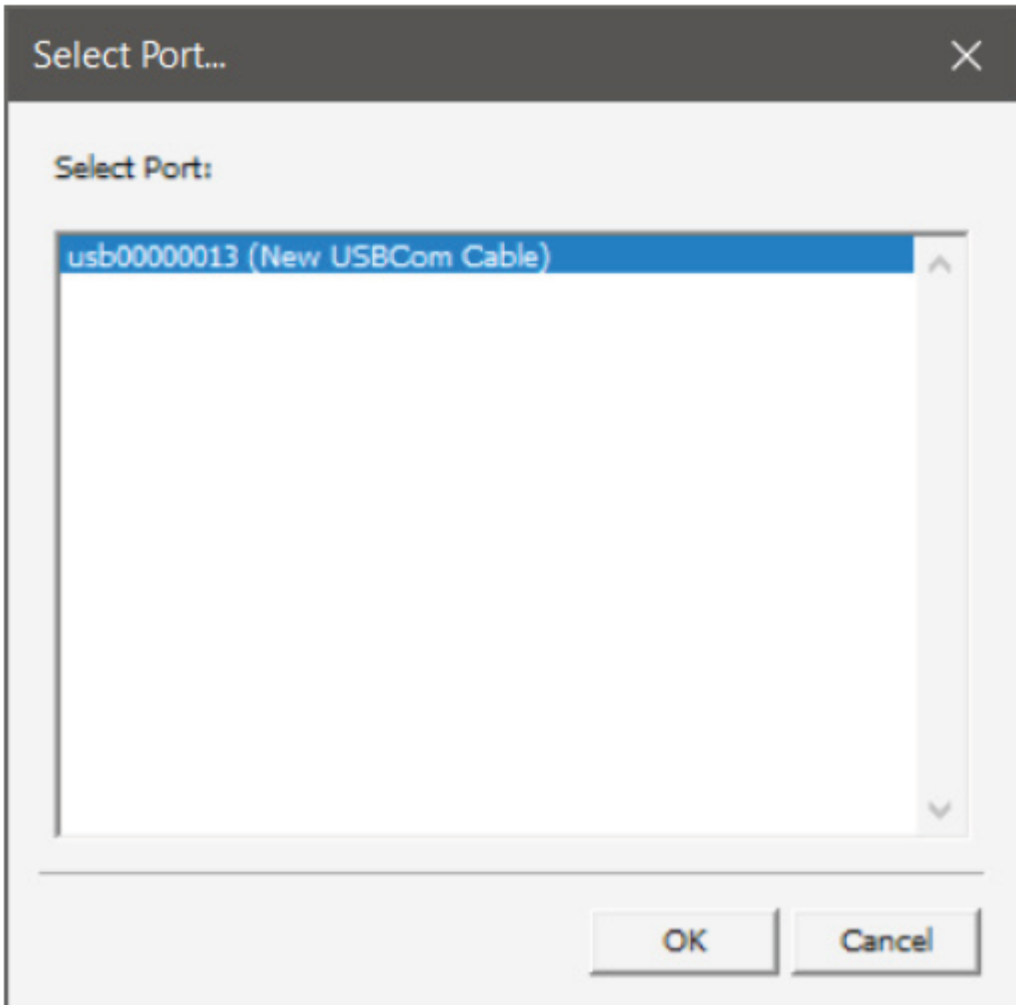 Select Port...
Select Port:
usb00000013 (New USBCom Cable)
OK
Cancel